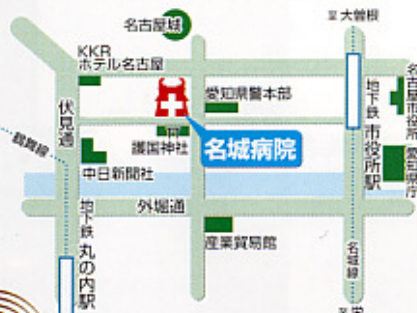 名古屋城
至大曽根
KKR
ホテル名古屋
愛知県警本部
伏見通
地下鉄 市役所駅
名古屋市役所
愛知県庁
鶴舞線
護国神社
名城病院
中日新聞社
外堀通
地下鉄 丸の内駅
産業貿易館
名城線
至栄